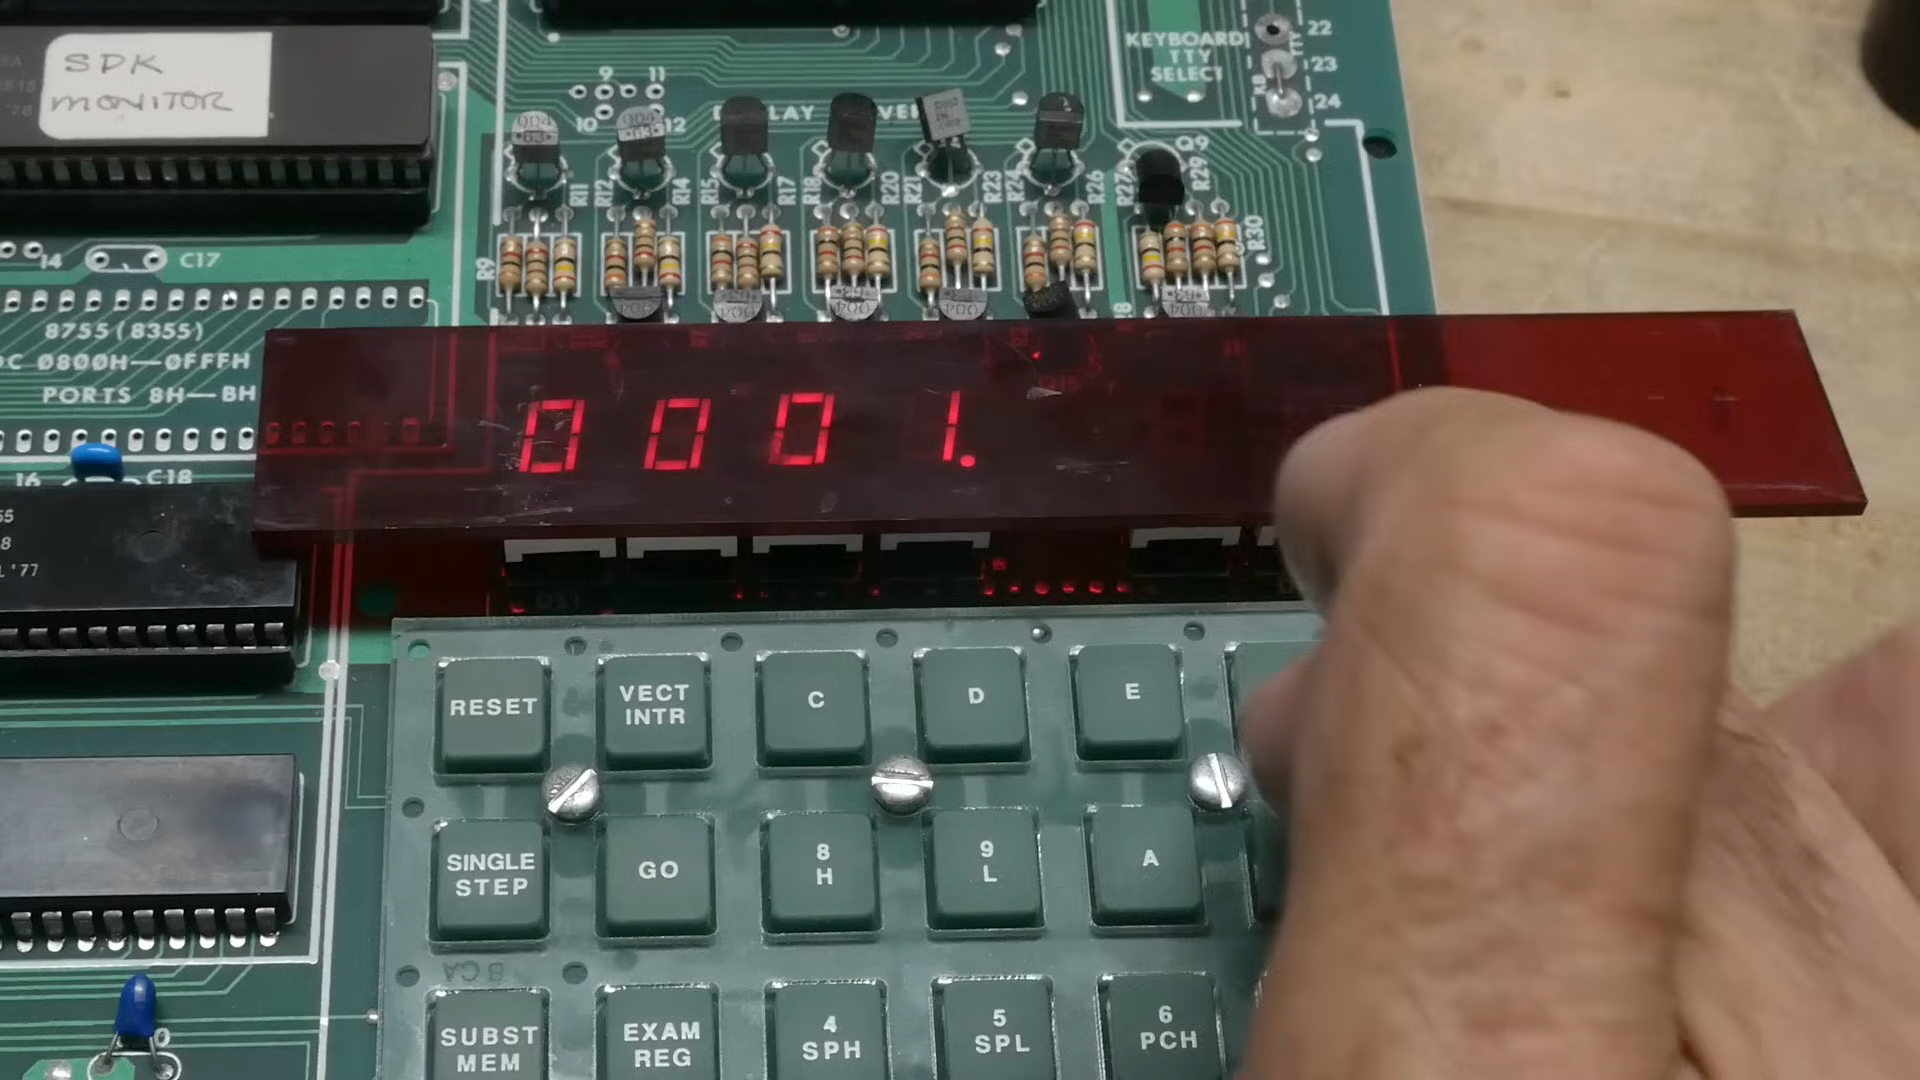 SDK
MONITOR
KEYBOARD
TTY
SELECT
22
23
24
TTY
KB
9
11
10
12
R9
R11
R12
R14
R15
R17
R18
R20
R21
R23
R24
R26
R27
Q9
R29
R30
14
C17
8755(8355)
0800H—0FFFH
PORTS 8H—BH
16
C18
'77
0001.
RESET
VECT
INTR
C
D
E
SINGLE
STEP
GO
8
H
9
L
A
SUBST
MEM
EXAM
REG
4
SPH
5
SPL
6
PCH